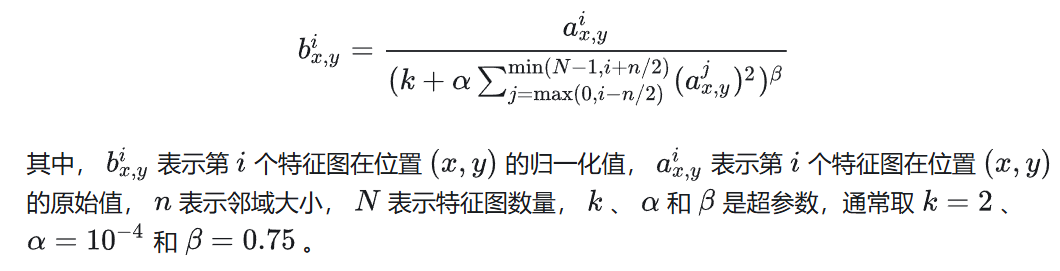 $b_{x,y}^{i} = \frac{a_{x,y}^{i}}{(k + \alpha \sum_{j=\max(0,i-n/2)}^{\min(N-1,i+n/2)} (a_{x,y}^{j})^2)^{\beta}}$
其中， $b_{x,y}^{i}$ 表示第 $i$ 个特征图在位置 $(x, y)$ 的归一化值， $a_{x,y}^{i}$ 表示第 $i$ 个特征图在位置 $(x, y)$
的原始值， $n$ 表示邻域大小， $N$ 表示特征图数量， $k$ 、 $\alpha$ 和 $\beta$ 是超参数，通常取 $k = 2$ 、
$\alpha = 10^{-4}$ 和 $\beta = 0.75$ 。